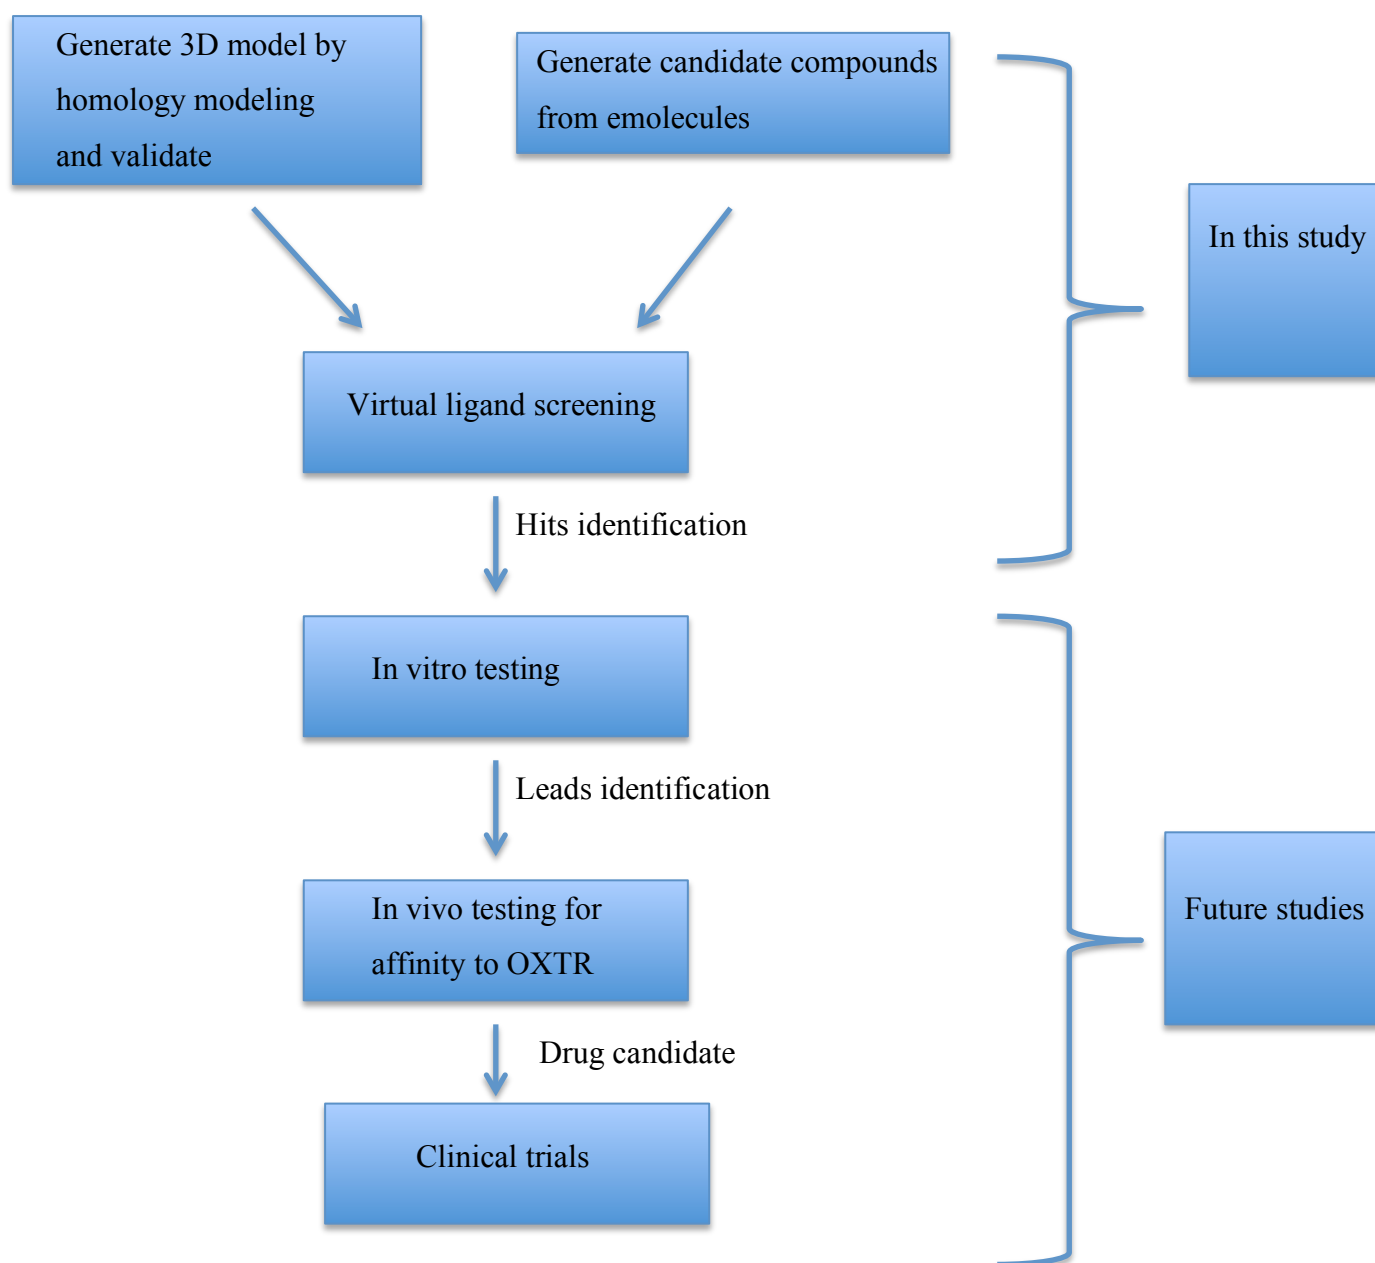 Generate 3D model by
homology modeling
and validate
Generate candidate compounds
from emolecules
In this study
Virtual ligand screening
Hits identification
In vitro testing
Leads identification
In vivo testing for
affinity to OXTR
Future studies
Drug candidate
Clinical trials